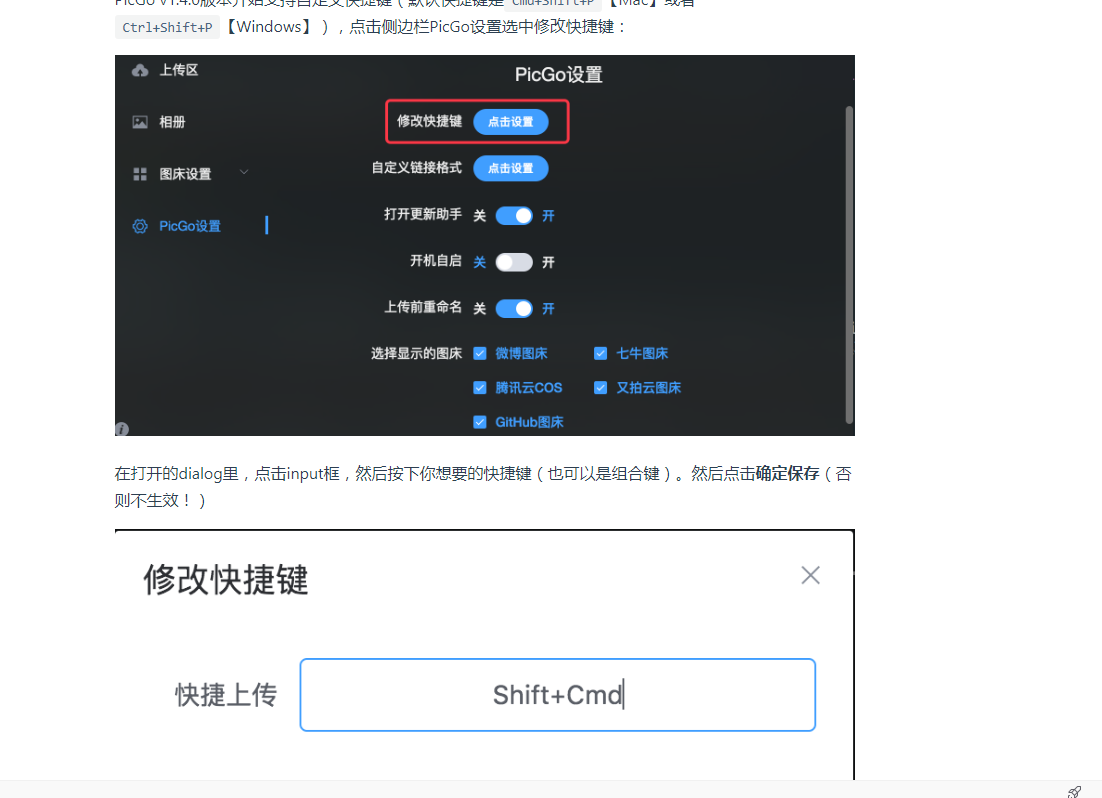 PicGo v1.4.0版本开始支持自定义快捷键（默认快捷键是 Cmd+Shift+P 【Mac】或者
Ctrl+Shift+P 【Windows】），点击侧边栏PicGo设置选中修改快捷键：
上传区
PicGo设置
相册
修改快捷键 点击设置
自定义链接格式 点击设置
图床设置
打开更新助手 关 开
PicGo设置
开机自启 关 开
上传前重命名 关 开
选择显示的图床 微博图床 七牛图床
腾讯云COS 又拍云图床
GitHub图床
在打开的dialog里，点击input框，然后按下你想要的快捷键（也可以是组合键）。然后点击确定保存（否
则不生效！）
修改快捷键
快捷上传 Shift+Cmd